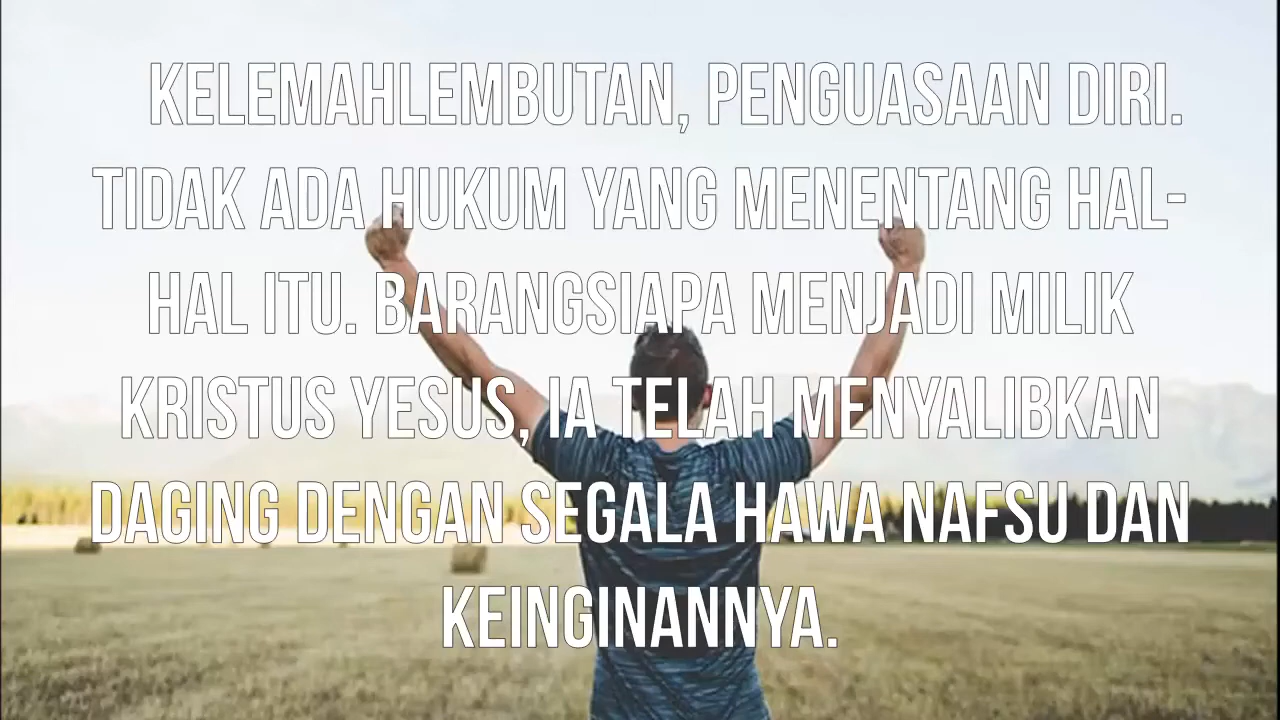 KELEMAHLEMBUTAN, PENGUASAAN DIRI.
TIDAK ADA HUKUM YANG MENENTANG HAL-
HAL ITU. BARANGSIAPA MENJADI MILIK
KRISTUS YESUS, IA TELAH MENYALIBKAN
DAGING DENGAN SEGALA HAWA NAFSU DAN
KEINGINANNYA.